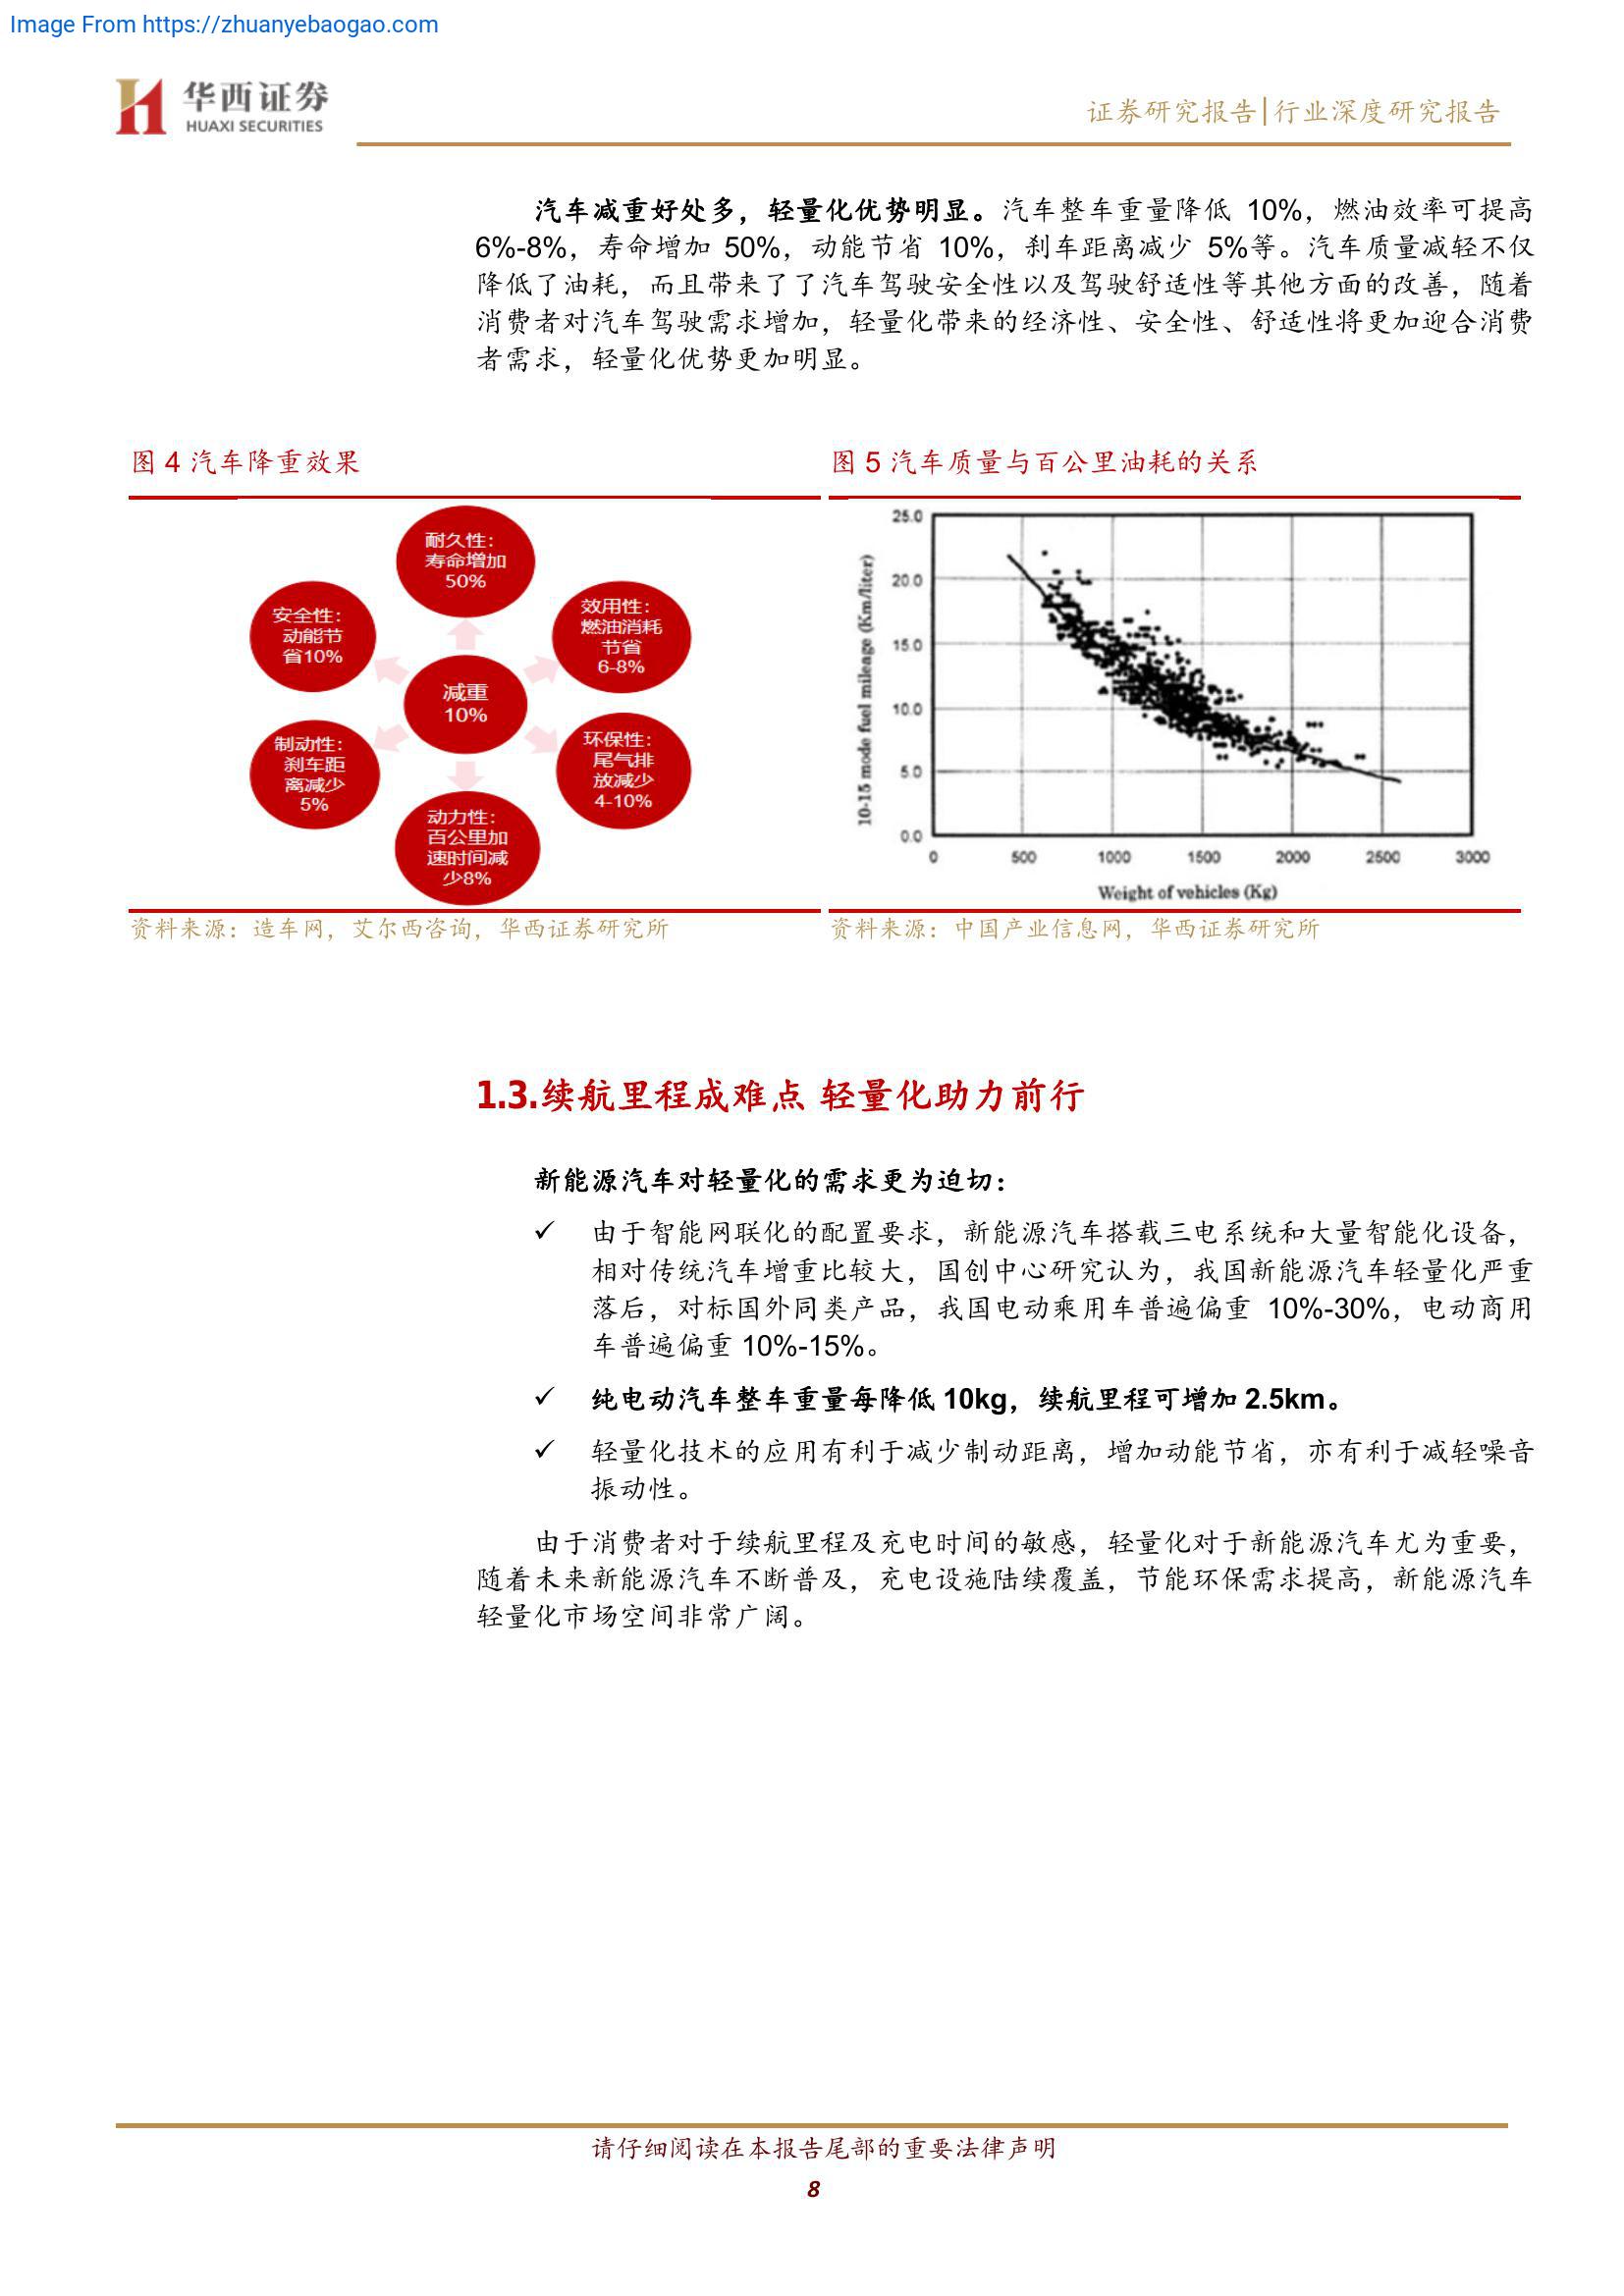 Image From https://zhuanyebaogao.com
华西证券
HUAXI SECURITIES
证券研究报告|行业深度研究报告
汽车减重好处多，轻量化优势明显。汽车整车重量降低 10%，燃油效率可提高
6%-8%，寿命增加 50%，动能节省 10%，刹车距离减少 5%等。汽车质量减轻不仅
降低了油耗，而且带来了了汽车驾驶安全性以及驾驶舒适性等其他方面的改善，随着
消费者对汽车驾驶需求增加，轻量化带来的经济性、安全性、舒适性将更加迎合消费
者需求，轻量化优势更加明显。
图 4 汽车降重效果
耐久性：
寿命增加
50%
安全性：
动能节
省10%
效用性：
燃油消耗
节省
6-8%
减重
10%
制动性：
刹车距
离减少
5%
环保性：
尾气排
放减少
4-10%
动力性：
百公里加
速时间减
少8%
资料来源：造车网，艾尔西咨询，华西证券研究所
图 5 汽车质量与百公里油耗的关系
10-15 mode fuel mileage (Km/liter)
25.0
20.0
15.0
10.0
5.0
0.0
0
500
1000
1500
2000
2500
3000
Weight of vehicles (Kg)
资料来源：中国产业信息网，华西证券研究所
1.3.续航里程成难点 轻量化助力前行
新能源汽车对轻量化的需求更为迫切：
✓ 由于智能网联化的配置要求，新能源汽车搭载三电系统和大量智能化设备，
相对传统汽车增重比较大，国创中心研究认为，我国新能源汽车轻量化严重
落后，对标国外同类产品，我国电动乘用车普遍偏重 10%-30%，电动商用
车普遍偏重 10%-15%。
✓ 纯电动汽车整车重量每降低 10kg，续航里程可增加 2.5km。
✓ 轻量化技术的应用有利于减少制动距离，增加动能节省，亦有利于减轻噪音
振动性。
由于消费者对于续航里程及充电时间的敏感，轻量化对于新能源汽车尤为重要，
随着未来新能源汽车不断普及，充电设施陆续覆盖，节能环保需求提高，新能源汽车
轻量化市场空间非常广阔。
请仔细阅读在本报告尾部的重要法律声明
8